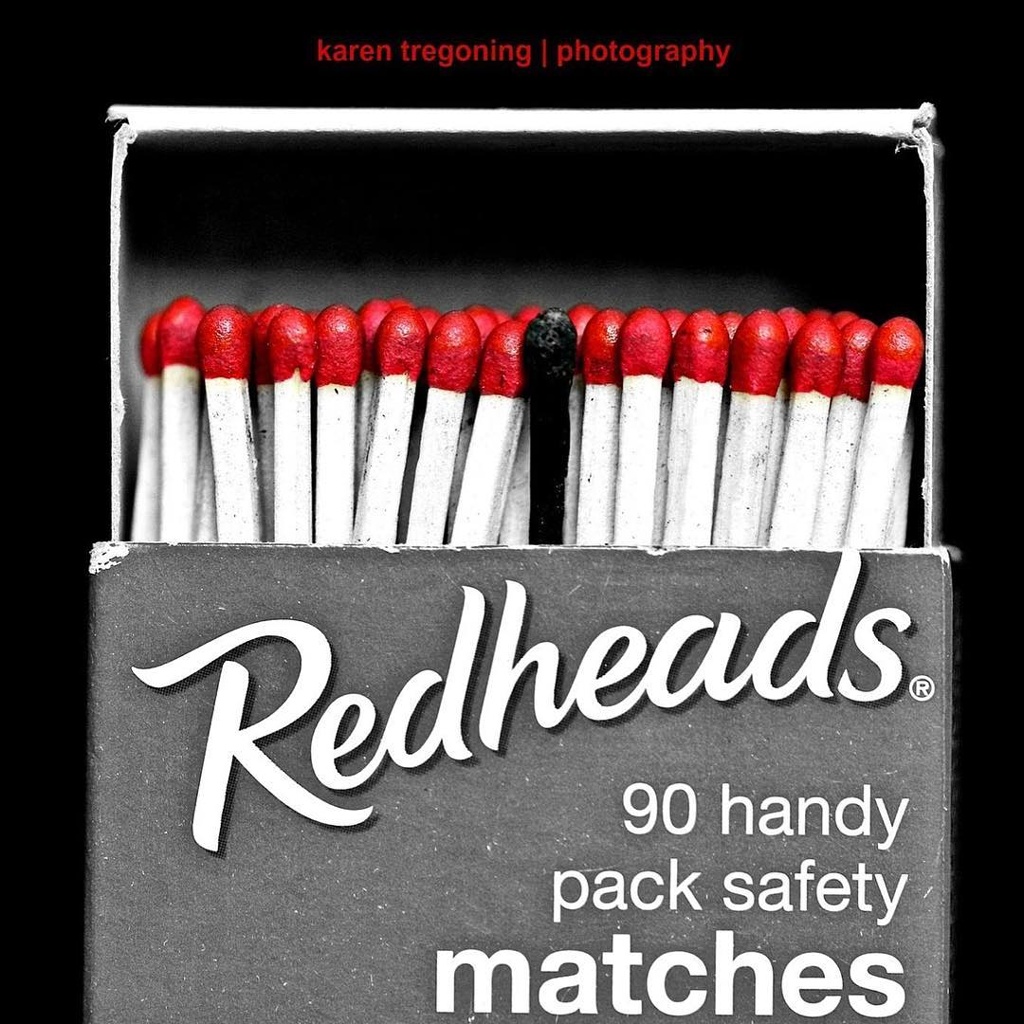 karen tregoning | photography
Redheads®
90 handy
pack safety
matches